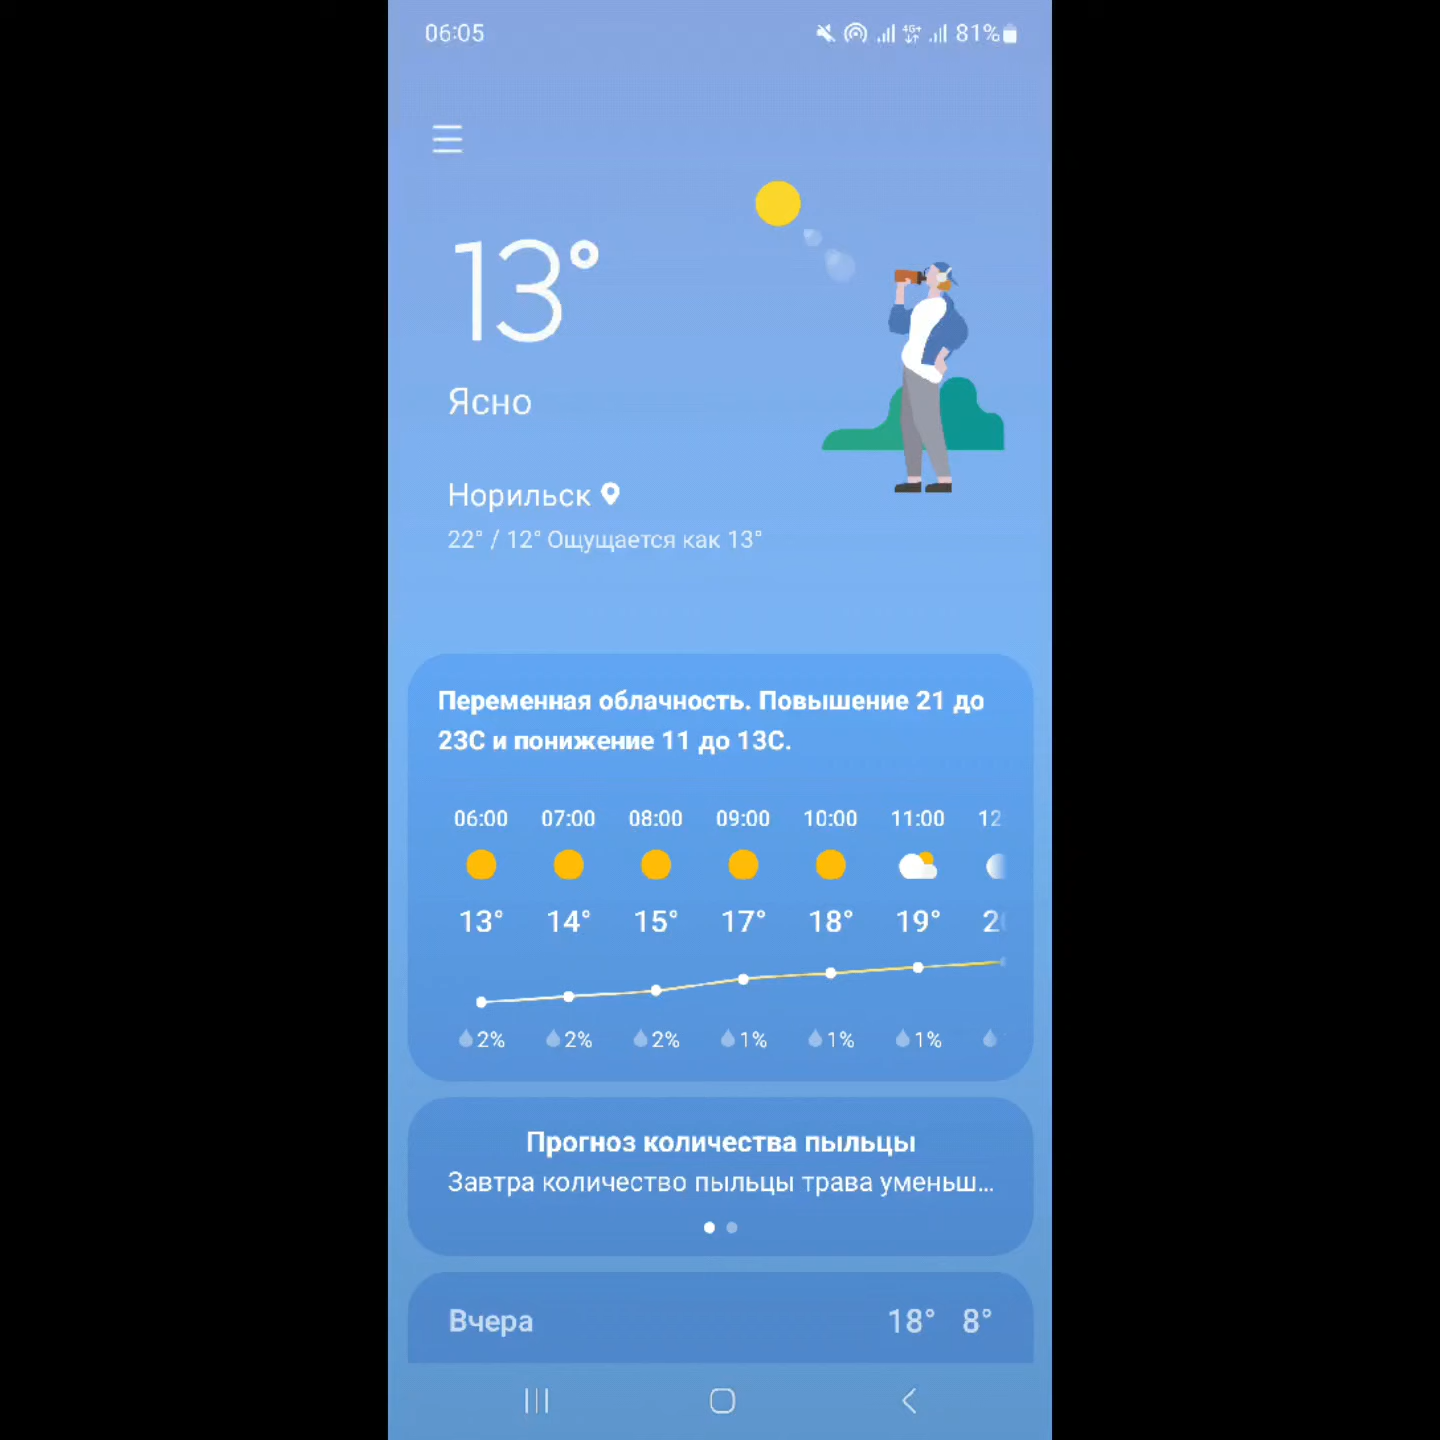 06:05
4G+
81%
13°
Ясно
Норильск
22° / 12° Ощущается как 13°
Переменная облачность. Повышение 21 до
23C и понижение 11 до 13C.
06:00 07:00 08:00 09:00 10:00 11:00 12
13° 14° 15° 17° 18° 19°
2% 2% 2% 1% 1% 1%
Прогноз количества пыльцы
Завтра количество пыльцы трава уменьш...
Вчера 18° 8°